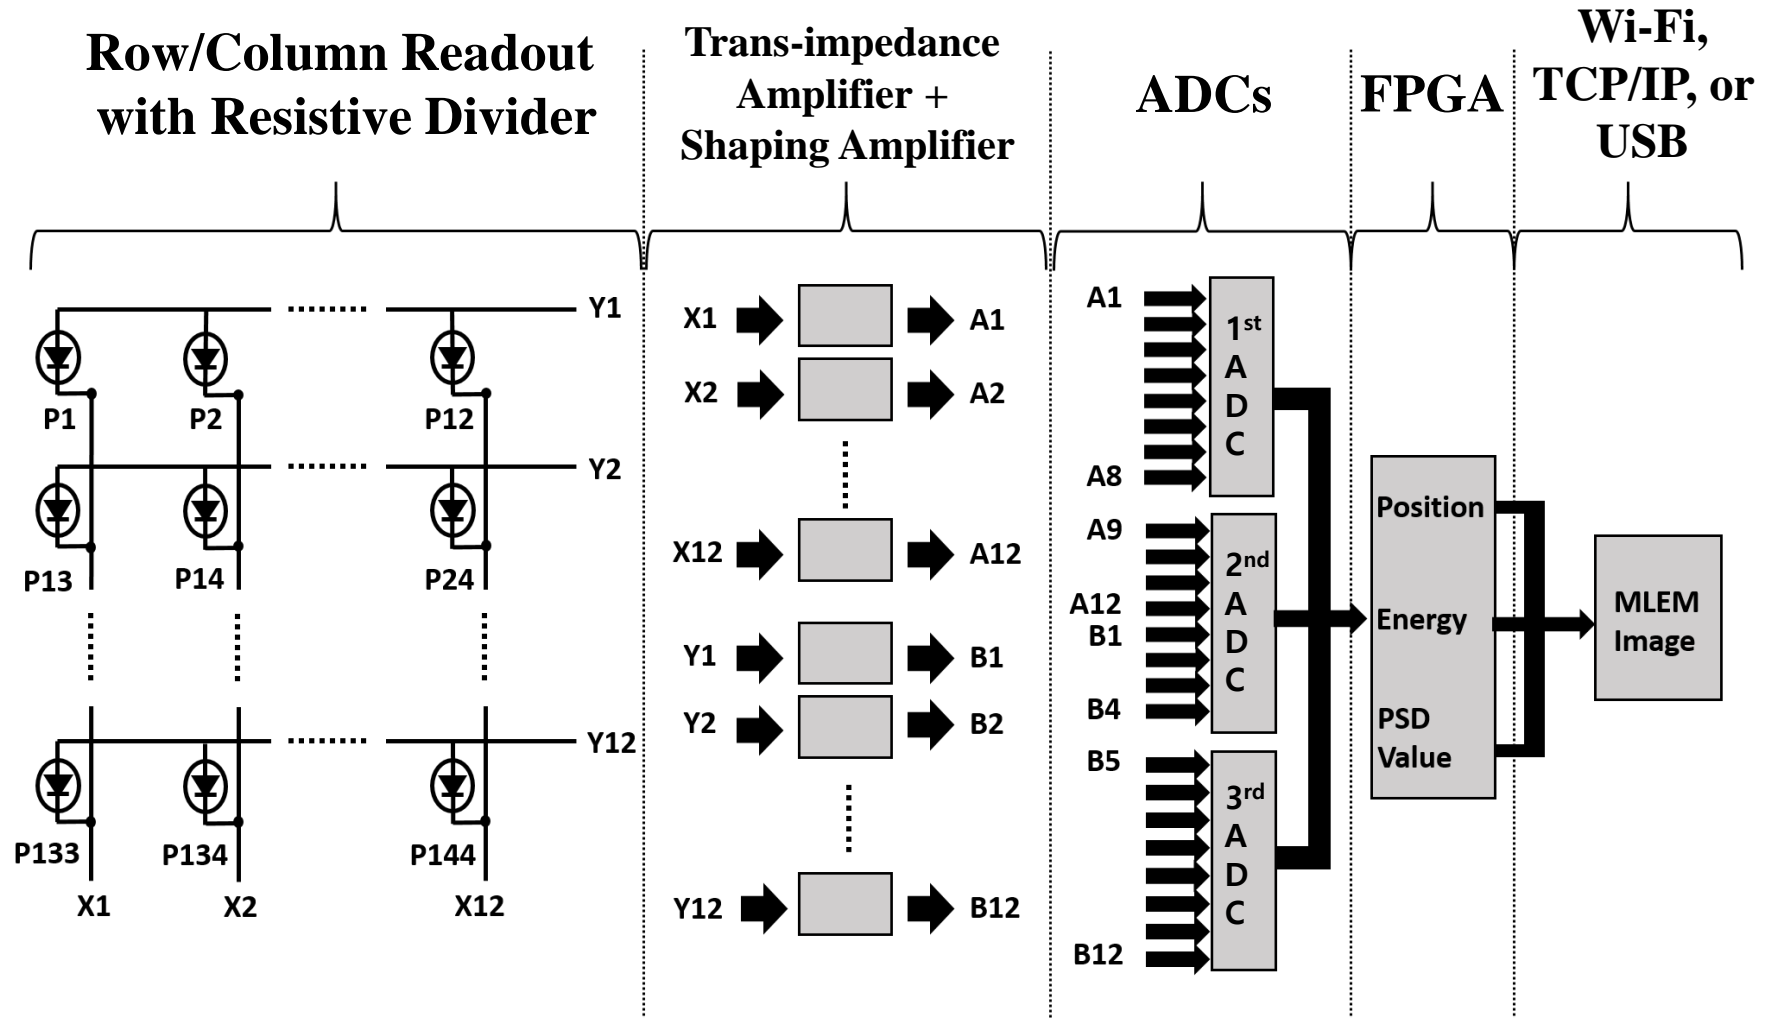 Row/Column Readout
with Resistive Divider
Trans-impedance
Amplifier +
Shaping Amplifier
ADCs
FPGA
Wi-Fi,
TCP/IP, or
USB
Y1
P1
P2
P12
Y2
P13
P14
P24
Y12
P133
P134
P144
X1
X2
X12
X1
A1
X2
A2
X12
A12
Y1
B1
Y2
B2
Y12
B12
A1
A8
1st
A
D
C
A9
A12
B1
B4
2nd
A
D
C
B5
B12
3rd
A
D
C
Position
Energy
PSD
Value
MLEM
Image